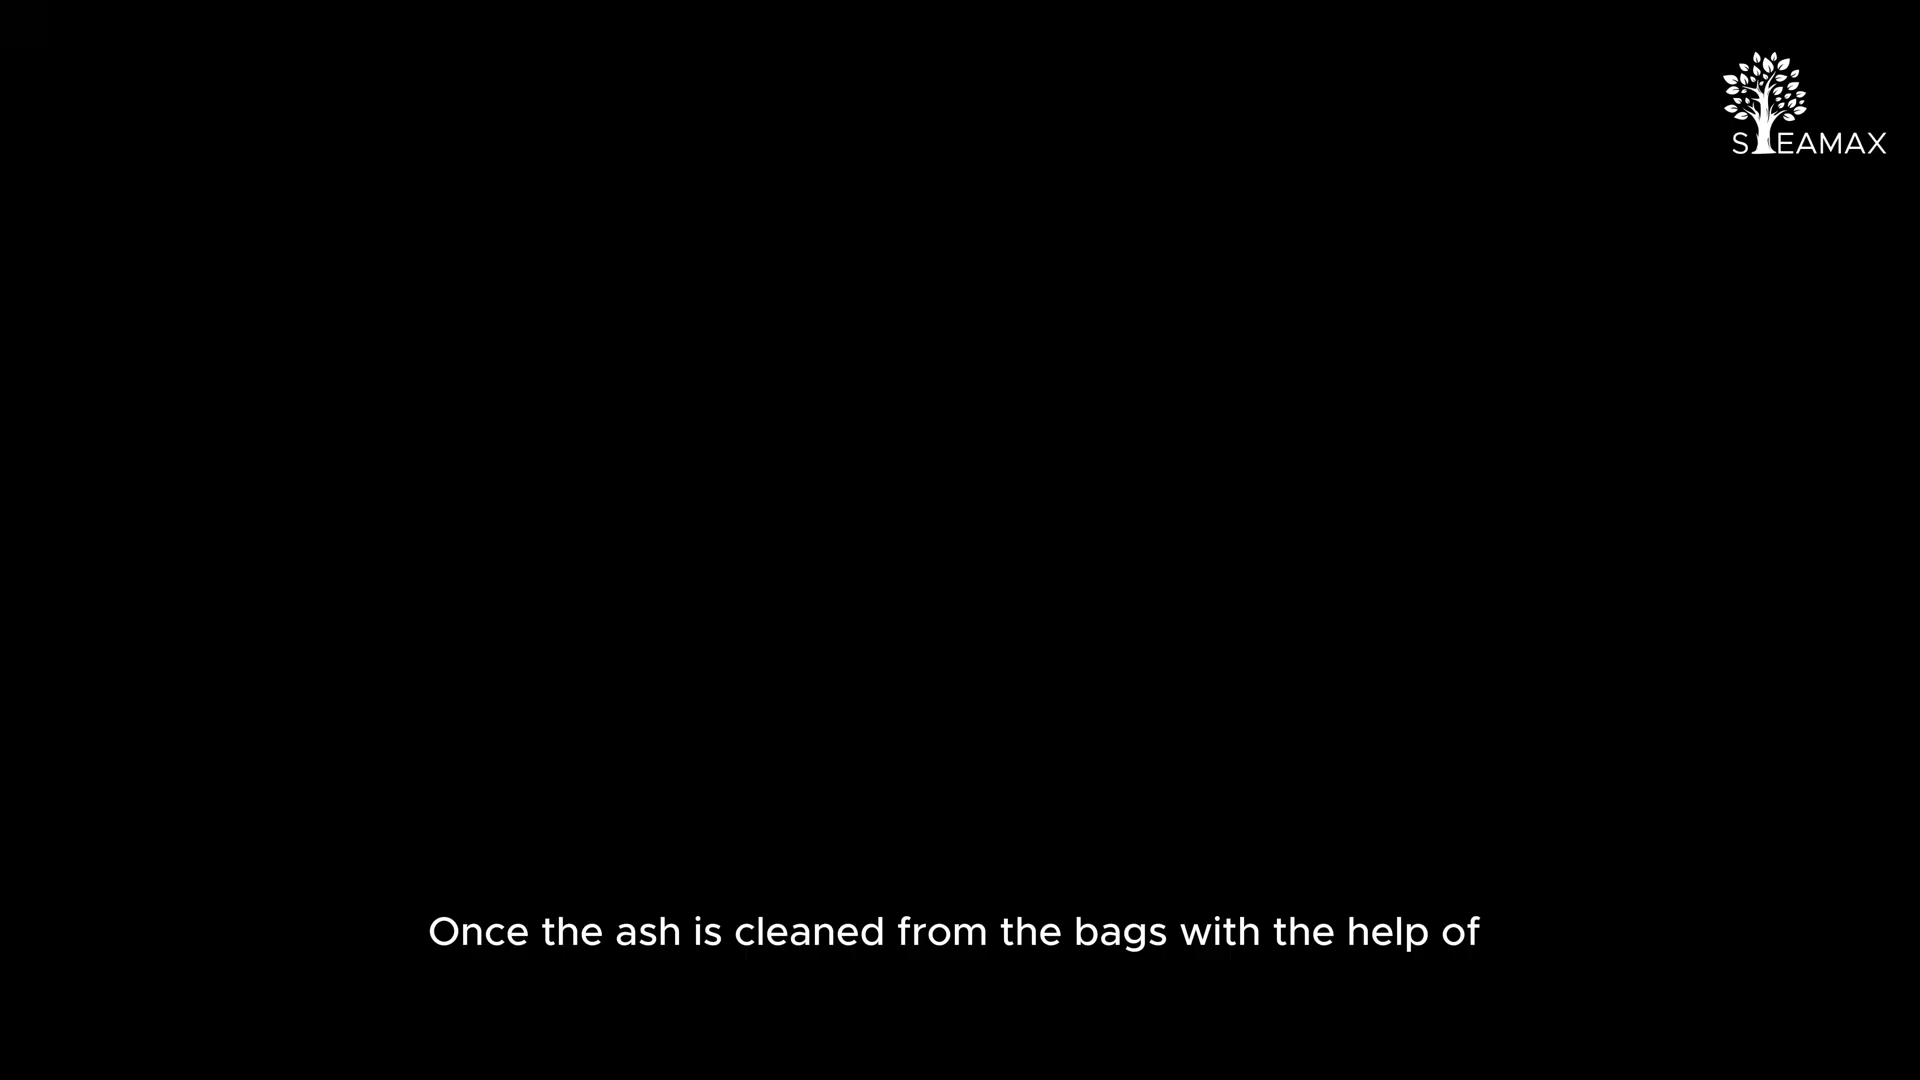 STEAMAX
Once the ash is cleaned from the bags with the help of